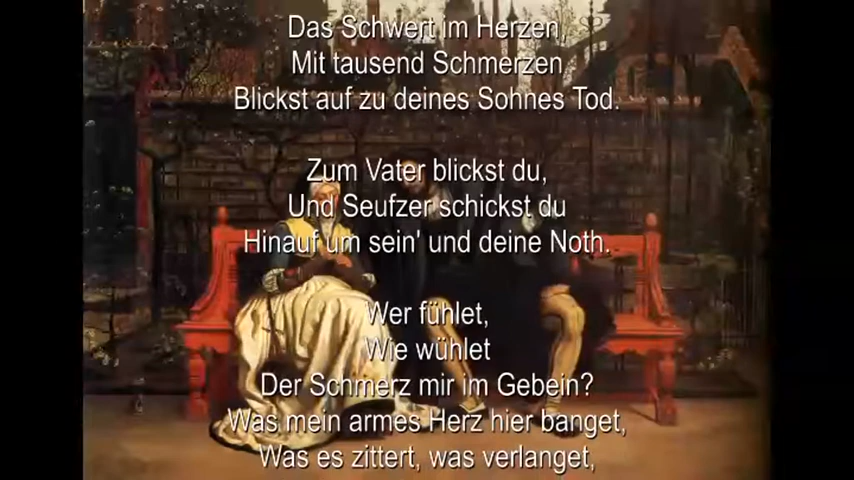 Das Schwert im Herzen,
Mit tausend Schmerzen
Blickst auf zu deines Sohnes Tod.
Zum Vater blickst du,
Und Seufzer schickst du
Hinauf um sein' und deine Noth.
Wer fühlet,
Wie wühlet
Der Schmerz mir im Gebein?
Was mein armes Herz hier banget,
Was es zittert, was verlanget,